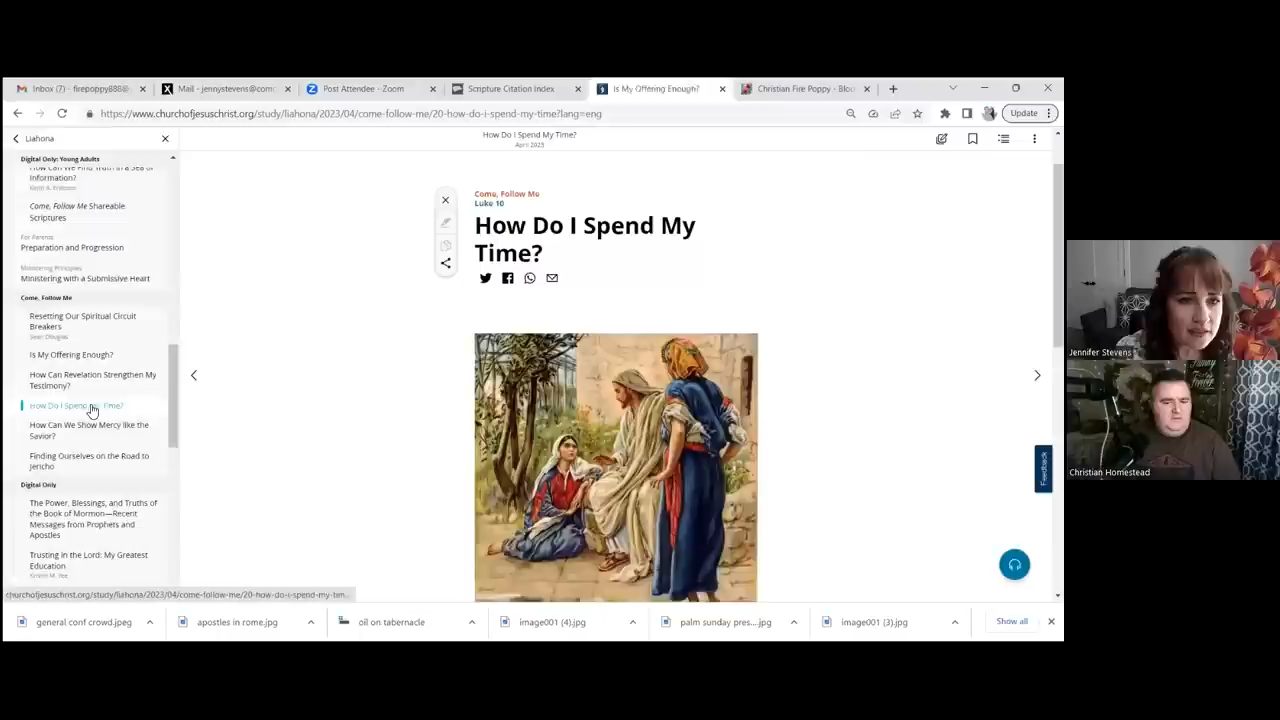 Inbox (7) - firepoppy888@
Mail - jennystevens@com
Post Attendee - Zoom
Scripture Citation Index
Is My Offering Enough?
Christian Fire Poppy - Blou
https://www.churchofjesuschrist.org/study/liahona/2023/04/come-follow-me/20-how-do-i-spend-my-time?lang=eng
Update
Liahona
How Do I Spend My Time?
April 2023
Digital Only: Young Adults
How Can We Find Truth in a Sea of
Information?
Come, Follow Me Shareable
Scriptures
For Parents
Preparation and Progression
Ministering Principles
Ministering with a Submissive Heart
Come, Follow Me
Resetting Our Spiritual Circuit
Breakers
Sean Douglas
Is My Offering Enough?
How Can Revelation Strengthen My
Testimony?
How Do I Spend My Time?
How Can We Show Mercy like the
Savior?
Finding Ourselves on the Road to
Jericho
Digital Only
The Power, Blessings, and Truths of
the Book of Mormon—Recent
Messages from Prophets and
Apostles
Trusting in the Lord: My Greatest
Education
Kristin M. Yee
churchofjesuschrist.org/study/liahona/2023/04/come-follow-me/20-how-do-i-spend-my-tim...
Come, Follow Me
Luke 10
How Do I Spend My
Time?
Feedback
Jennifer Stevens
Christian Homestead
general conf crowd.jpeg
apostles in rome.jpg
oil on tabernacle
image001 (4).jpg
palm sunday pres....jpg
image001 (3).jpg
Show all